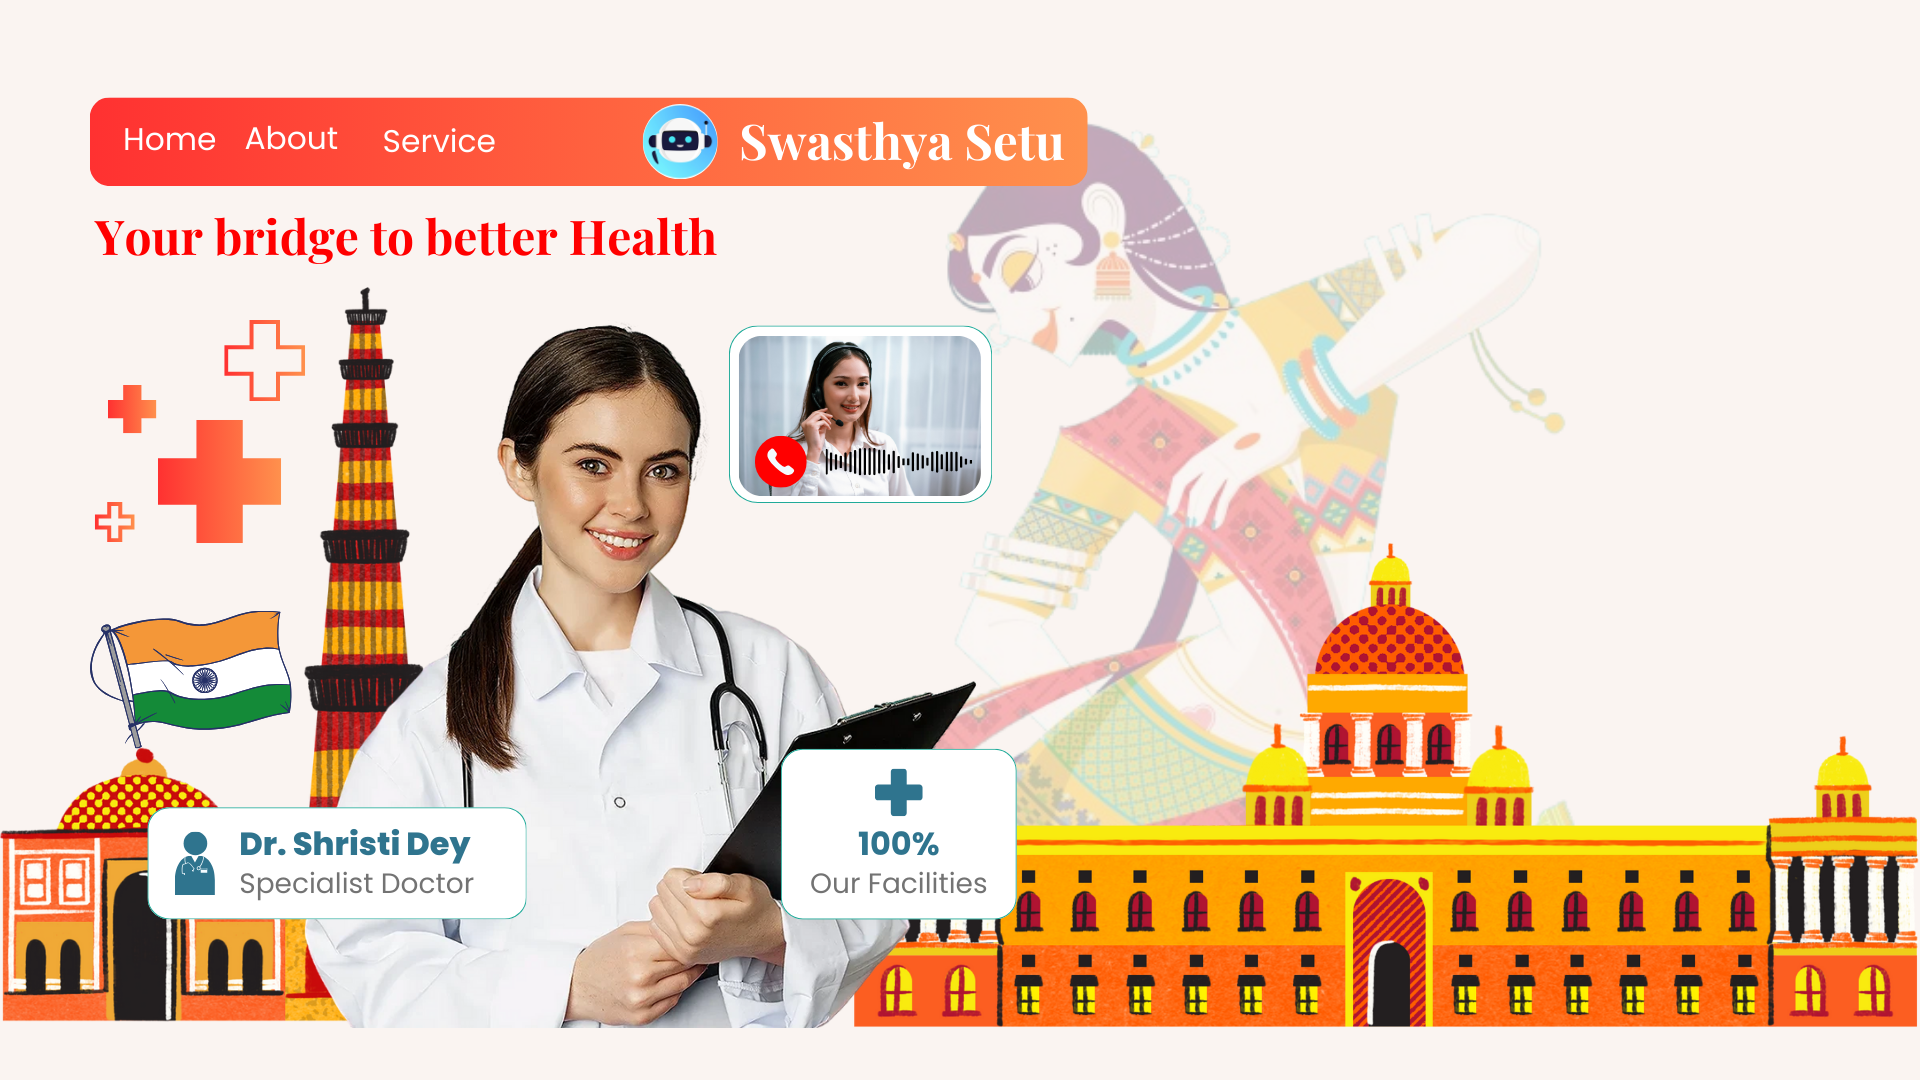 Home About Service Swasthya Setu
Your bridge to better Health
Dr. Shristi Dey
Specialist Doctor
100%
Our Facilities